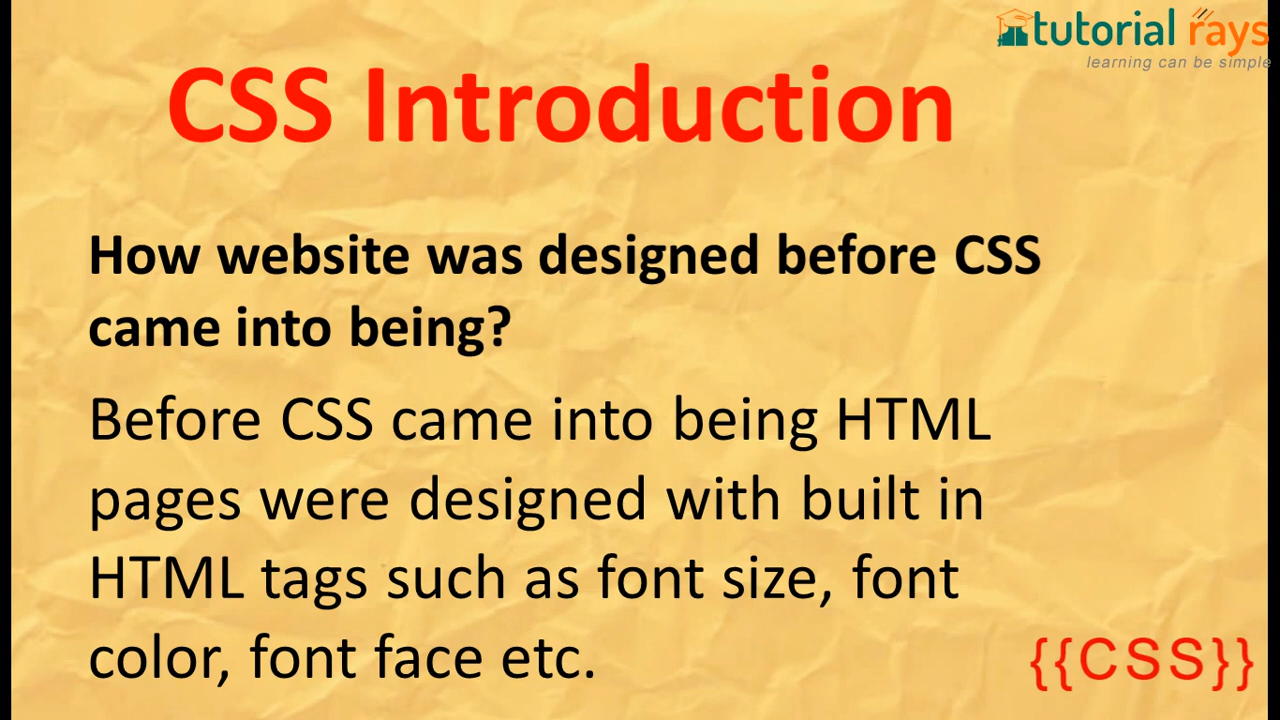 tutorial rays
learning can be simple
CSS Introduction
How website was designed before CSS
came into being?
Before CSS came into being HTML
pages were designed with built in
HTML tags such as font size, font
color, font face etc.
{{CSS}}